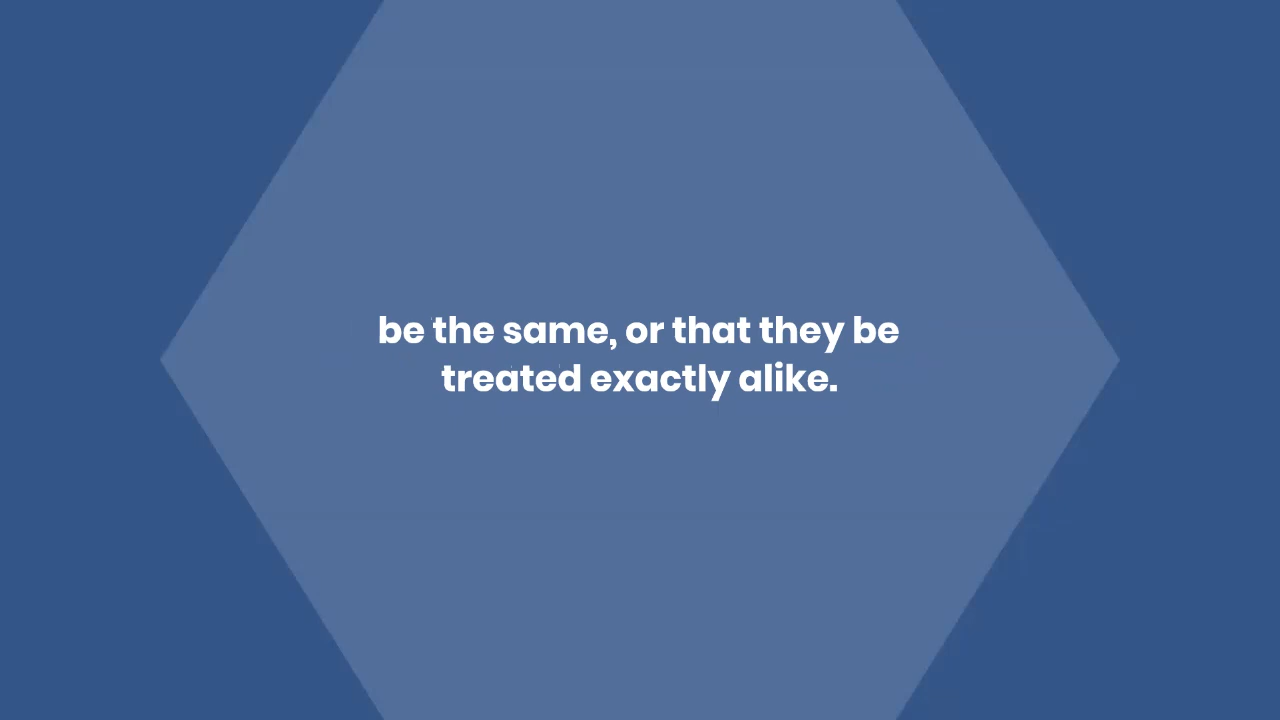 be the same, or that they be
treated exactly alike.